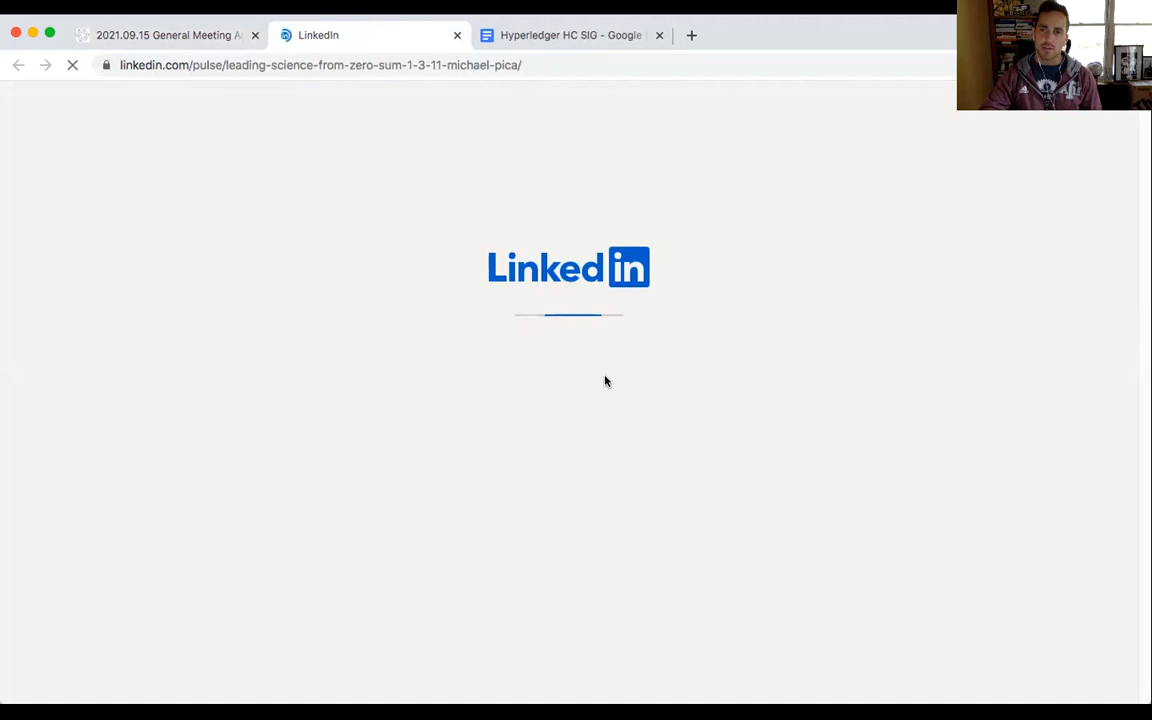 2021.09.15 General Meeting A
LinkedIn
Hyperledger HC SIG - Google
linkedin.com/pulse/leading-science-from-zero-sum-1-3-11-michael-pica/
Linked in